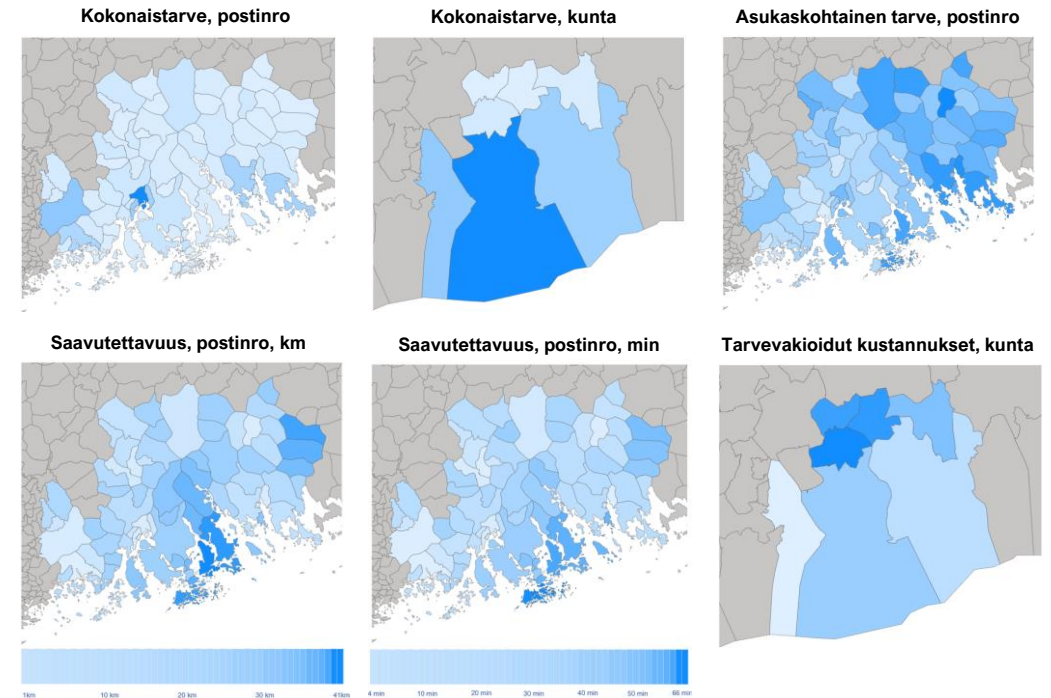 Kokonaistarve, postinro
Kokonaistarve, kunta
Asukaskohtainen tarve, postinro
Saavutettavuus, postinro, km
Saavutettavuus, postinro, min
Tarvevakioidut kustannukset, kunta
1km 10 km 20 km 30 km 41km
4 min 10 min 20 min 30 min 40 min 50 min 66 min